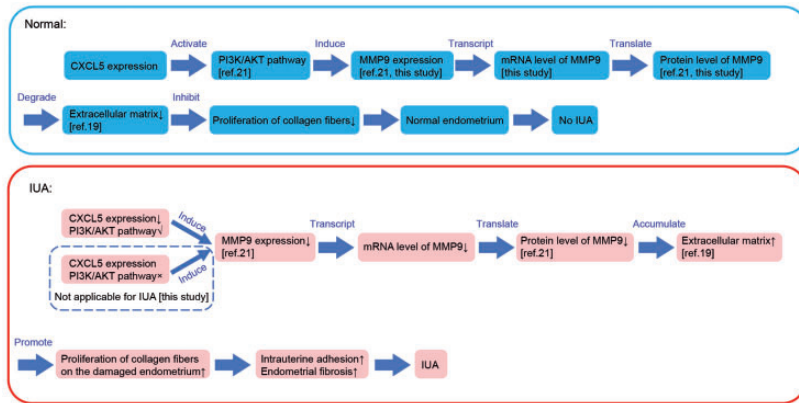 Normal:
Activate Induce Transcript Translate
CXCL5 expression
PI3K/AKT pathway
[ref.21]
MMP9 expression
[ref.21, this study]
mRNA level of MMP9
[this study]
Protein level of MMP9
[ref.21, this study]
Degrade Inhibit
Extracellular matrix↓
[ref.19]
Proliferation of collagen fibers↓
Normal endometrium
No IUA
IUA:
CXCL5 expression↓
PI3K/AKT pathway√
Induce
CXCL5 expression
PI3K/AKT pathway×
Induce
Not applicable for IUA [this study]
MMP9 expression↓
[ref.21]
Transcript
mRNA level of MMP9↓
Translate
Protein level of MMP9↓
[ref.21]
Accumulate
Extracellular matrix↑
[ref.19]
Promote
Proliferation of collagen fibers
on the damaged endometrium↑
Intrauterine adhesion↑
Endometrial fibrosis↑
IUA